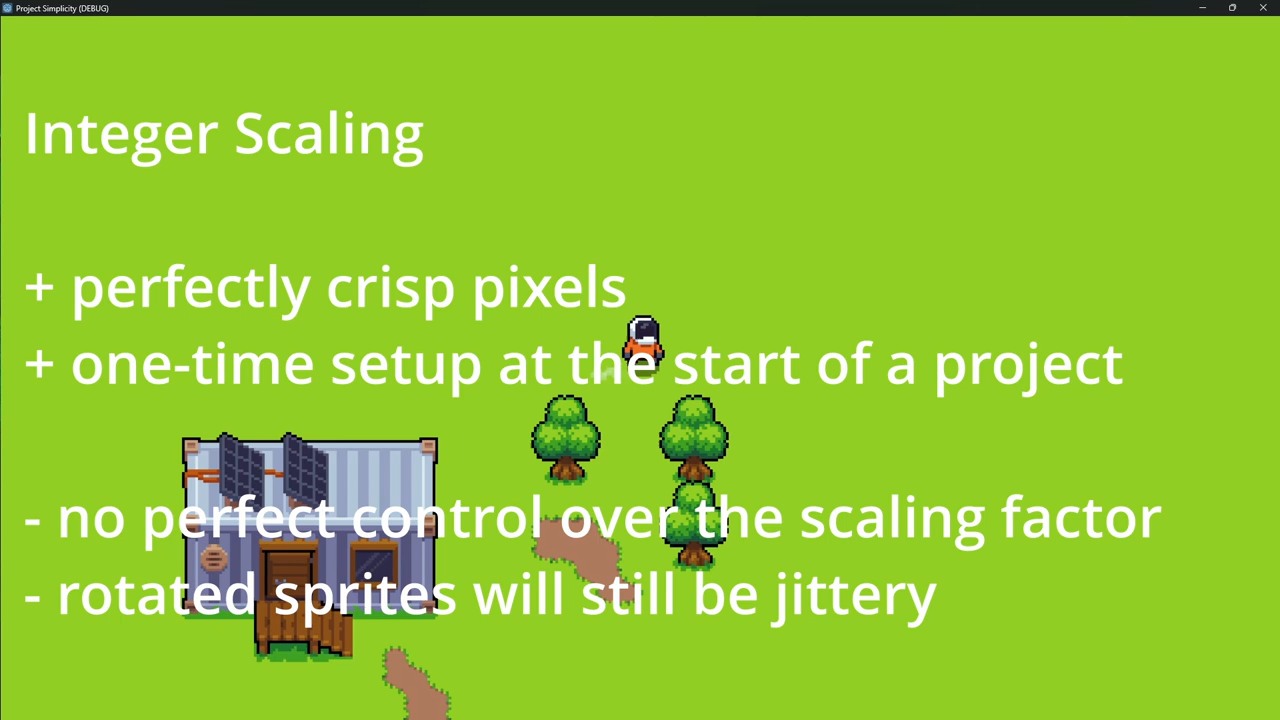 Project Simplicity (DEBUG)
Integer Scaling
+ perfectly crisp pixels
+ one-time setup at the start of a project
- no perfect control over the scaling factor
- rotated sprites will still be jittery